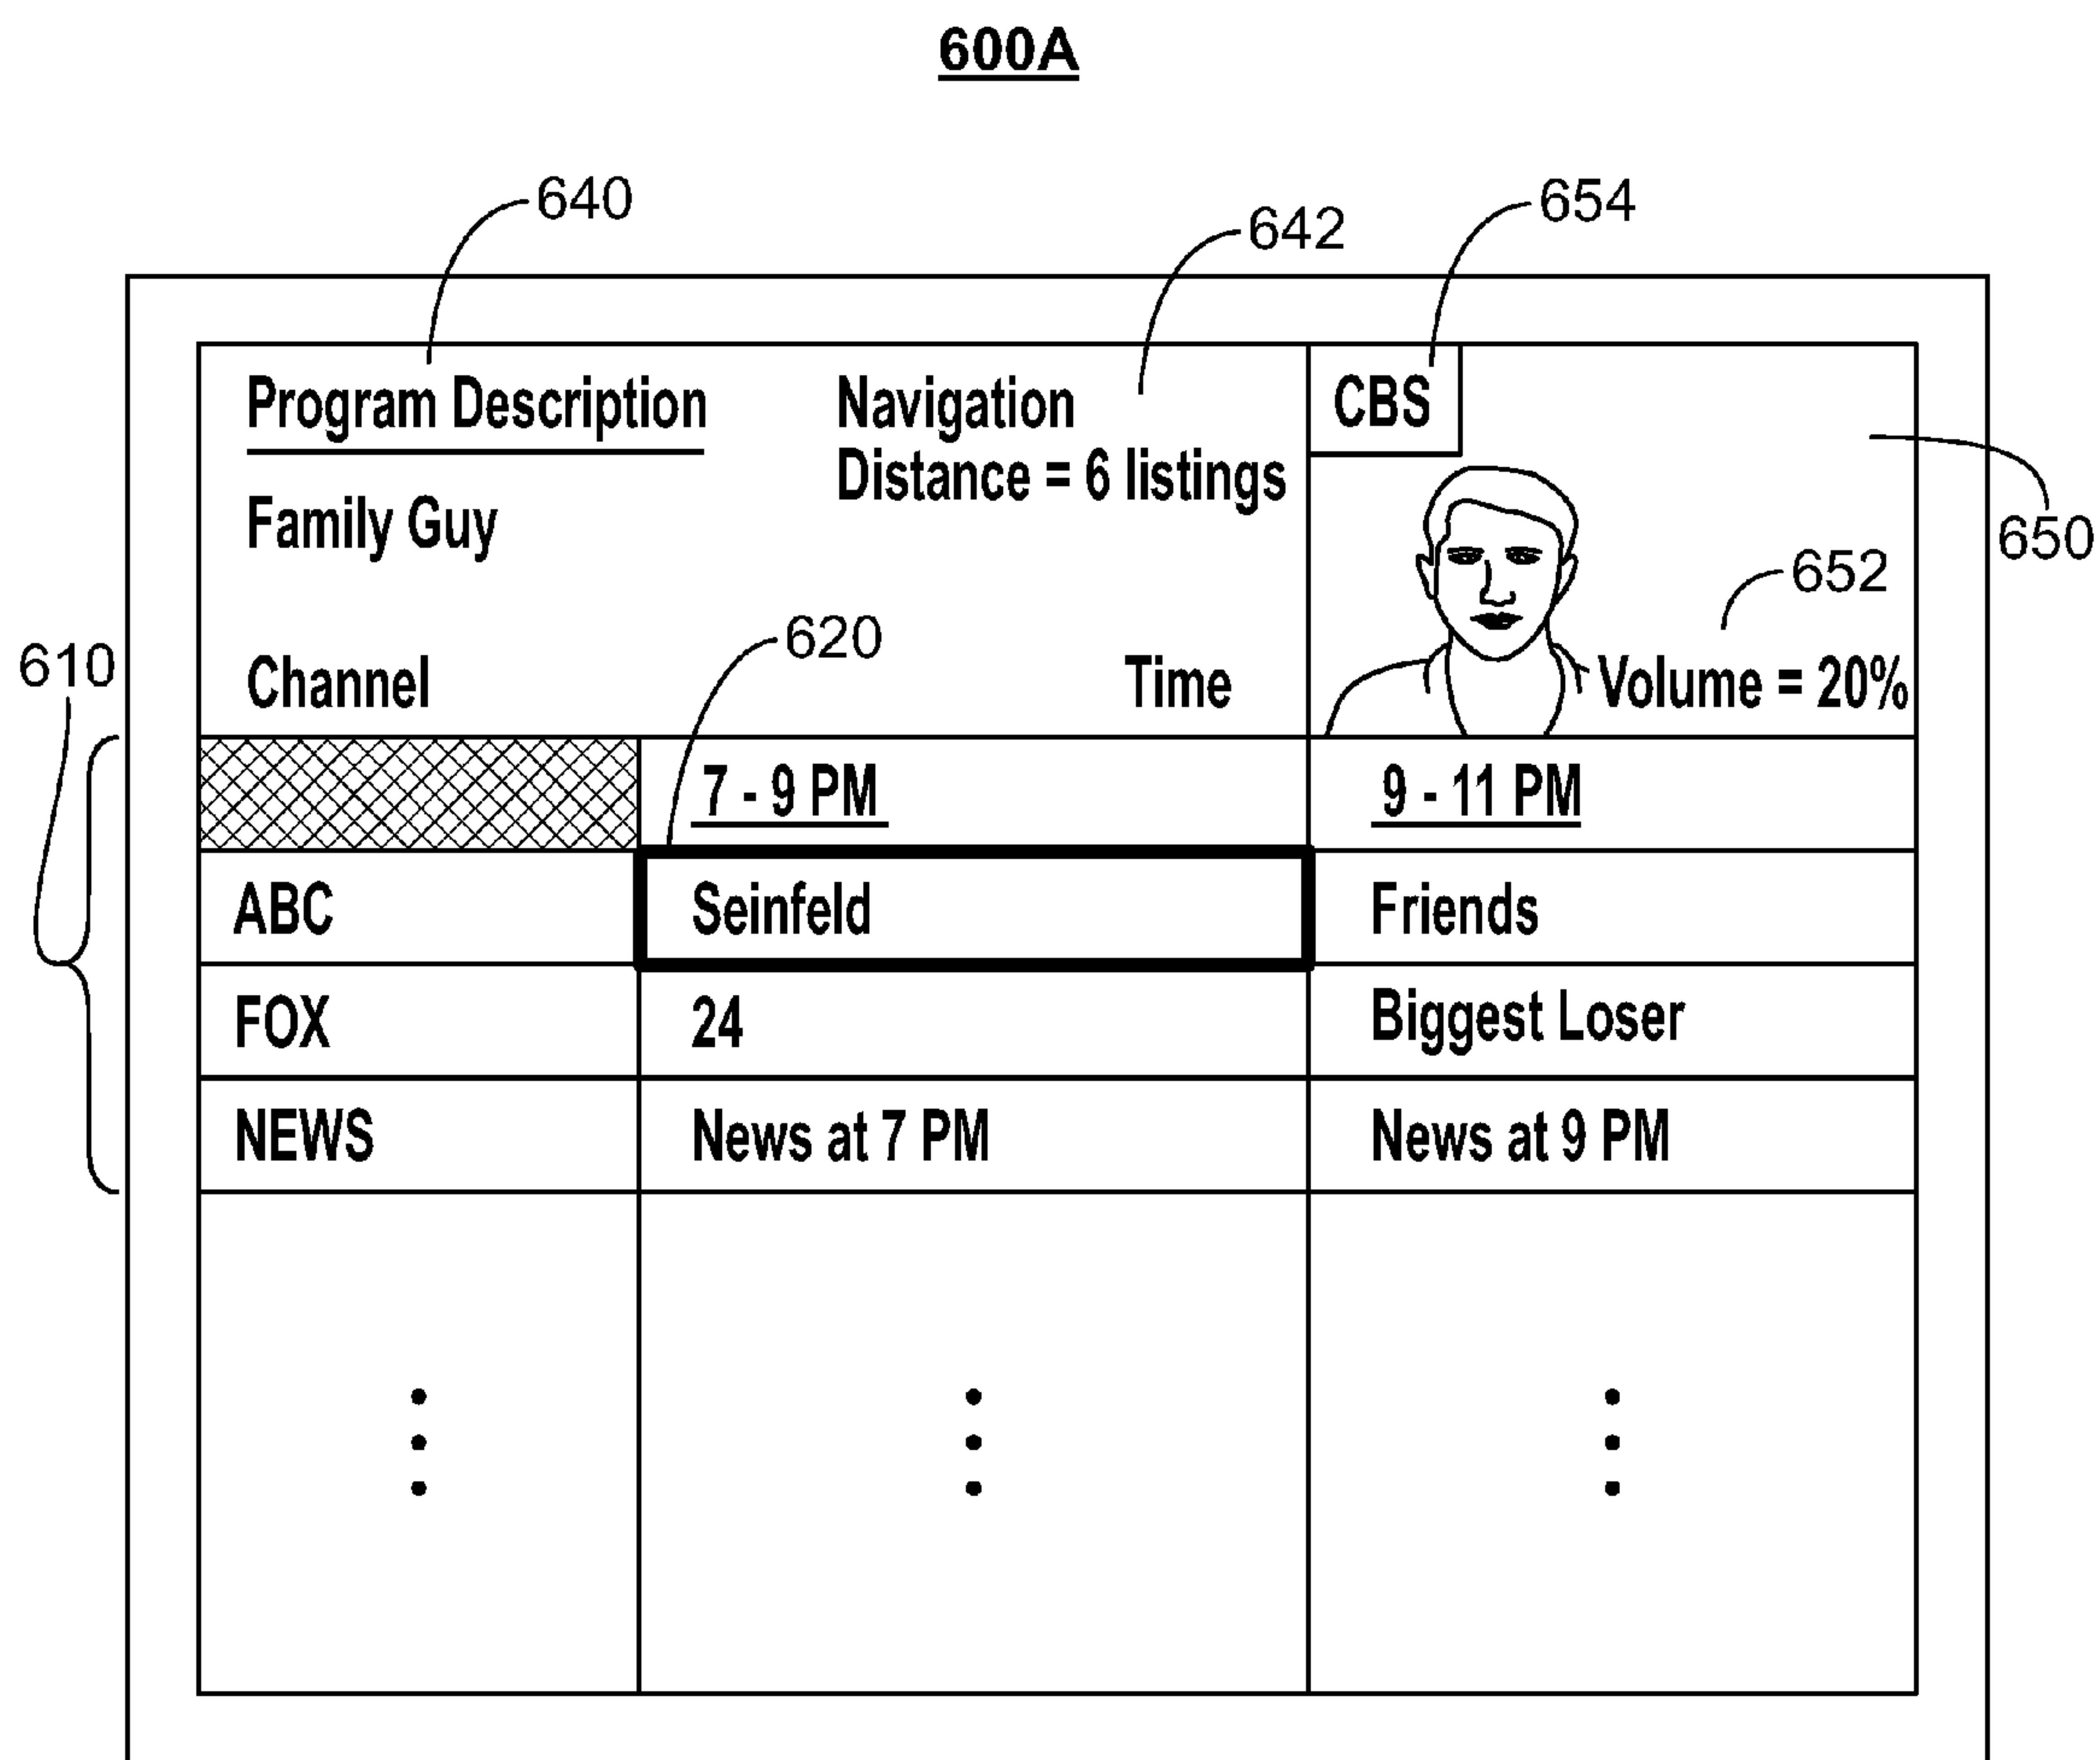 600A
640
642
654
Program Description
Navigation
Distance = 6 listings
CBS
Family Guy
650
652
620
610
Channel
Time
Volume = 20%
7 - 9 PM
9 - 11 PM
ABC
Seinfeld
Friends
FOX
24
Biggest Loser
NEWS
News at 7 PM
News at 9 PM